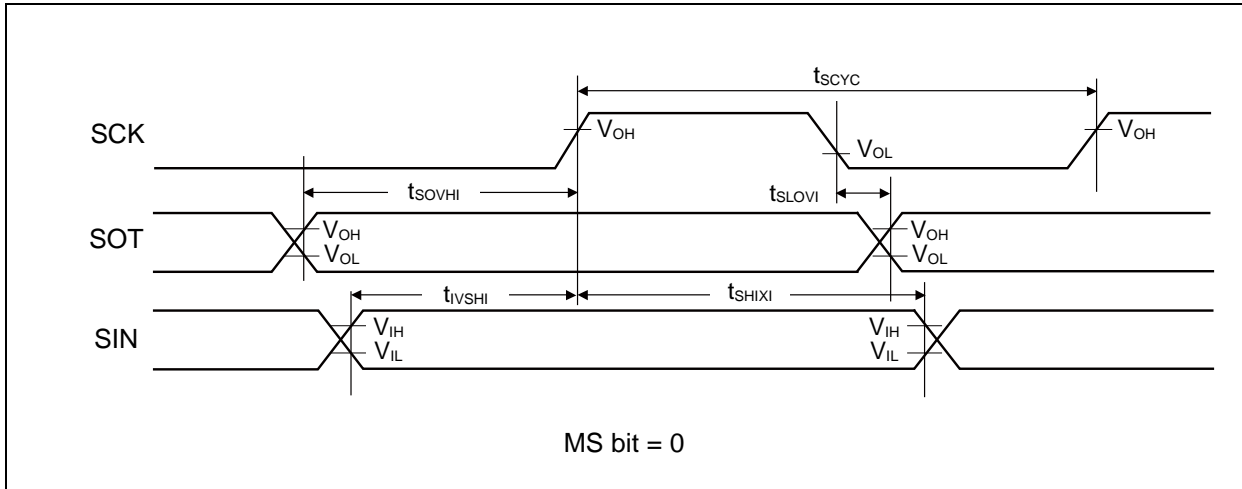 tSCYC
SCK
VOH
VOL
VOH
tSOVHI
tSLOVI
SOT
VOH
VOL
VOH
VOL
tIVSHI
tSHIXI
SIN
VIH
VIL
VIH
VIL
MS bit = 0